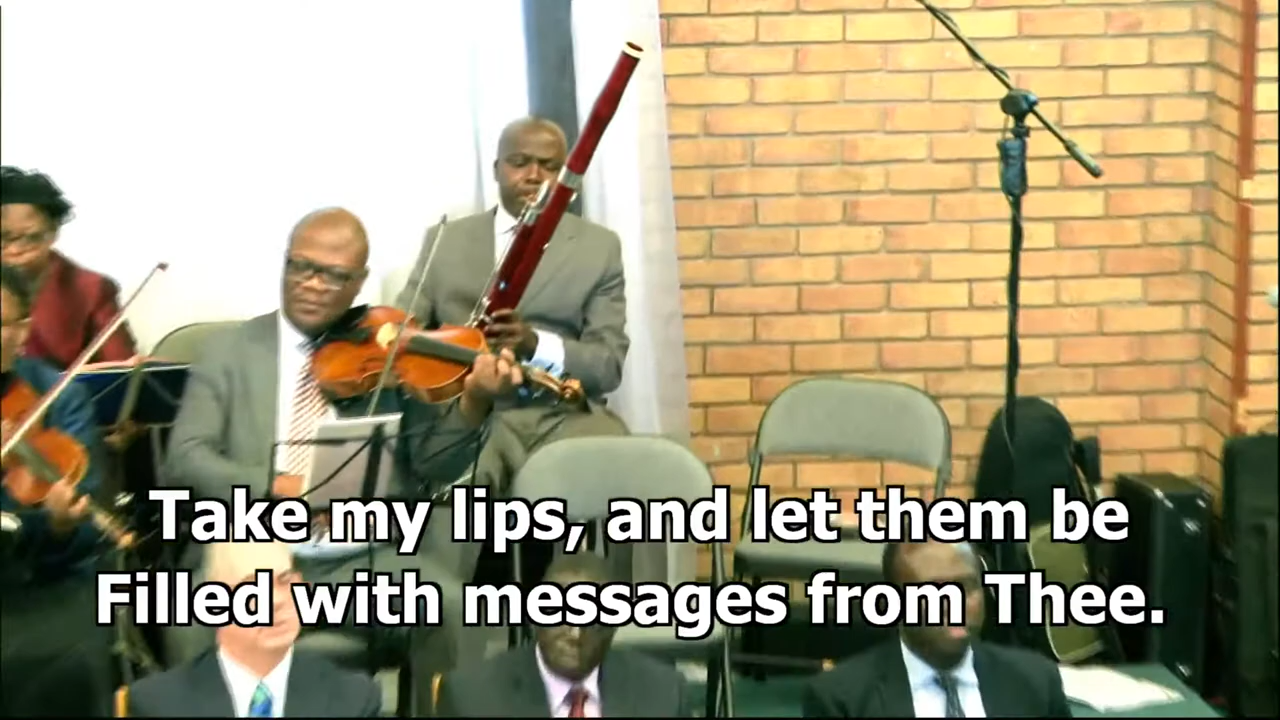 Take my lips, and let them be
Filled with messages from Thee.